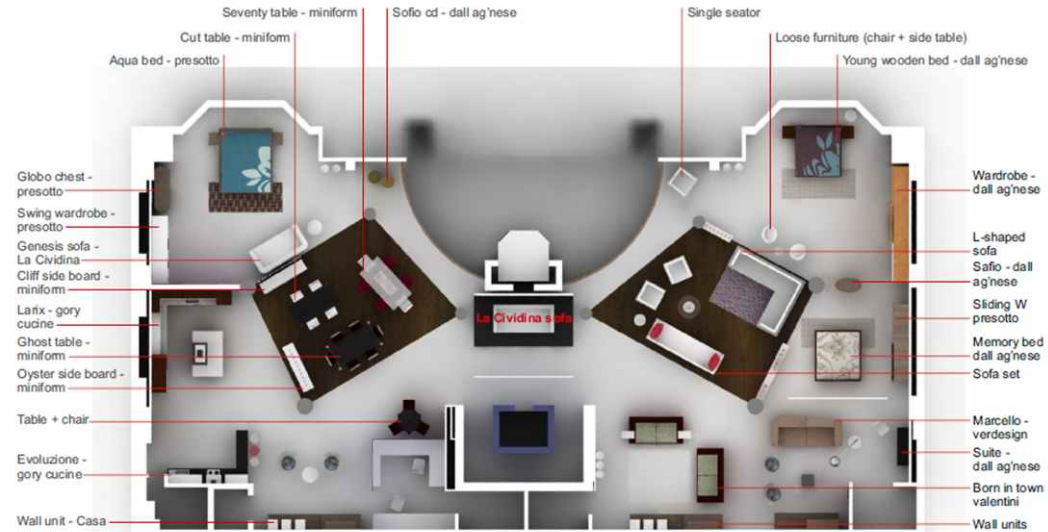 Seventy table - miniform
Sofio cd - dall ag'nese
Single seator
Cut table - miniform
Loose furniture (chair + side table)
Aqua bed - presotto
Young wooden bed - dall ag'nese
Globo chest -
presotto
Swing wardrobe -
presotto
Genesis sofa -
La Cividina
Cliff side board -
miniform
Larix - gory
cucine
Ghost table -
miniform
Oyster side board -
miniform
Table + chair
Evoluzione -
gory cucine
Wall unit - Casa
La Cividina sofa
Wardrobe -
dall ag'nese
L-shaped
sofa
Safio - dall
ag'nese
Sliding W
presotto
Memory bed
dall ag'nese
Sofa set
Marcello -
verdesign
Suite -
dall ag'nese
Born in town
valentini
Wall units